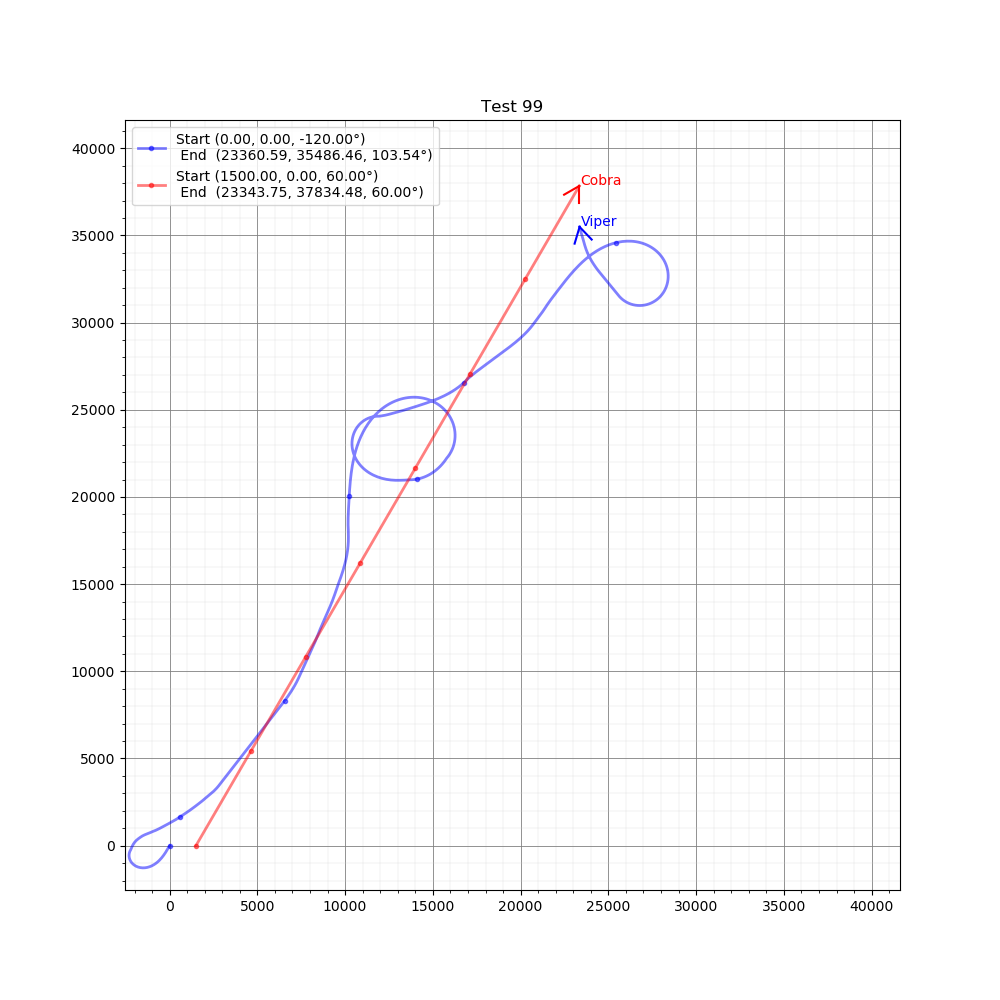 Test 99
Start (0.00, 0.00, -120.00°)
End  (23360.59, 35486.46, 103.54°)
Start (1500.00, 0.00, 60.00°)
End  (23343.75, 37834.48, 60.00°)
Cobra
Viper
40000
35000
30000
25000
20000
15000
10000
5000
0
0 5000 10000 15000 20000 25000 30000 35000 40000